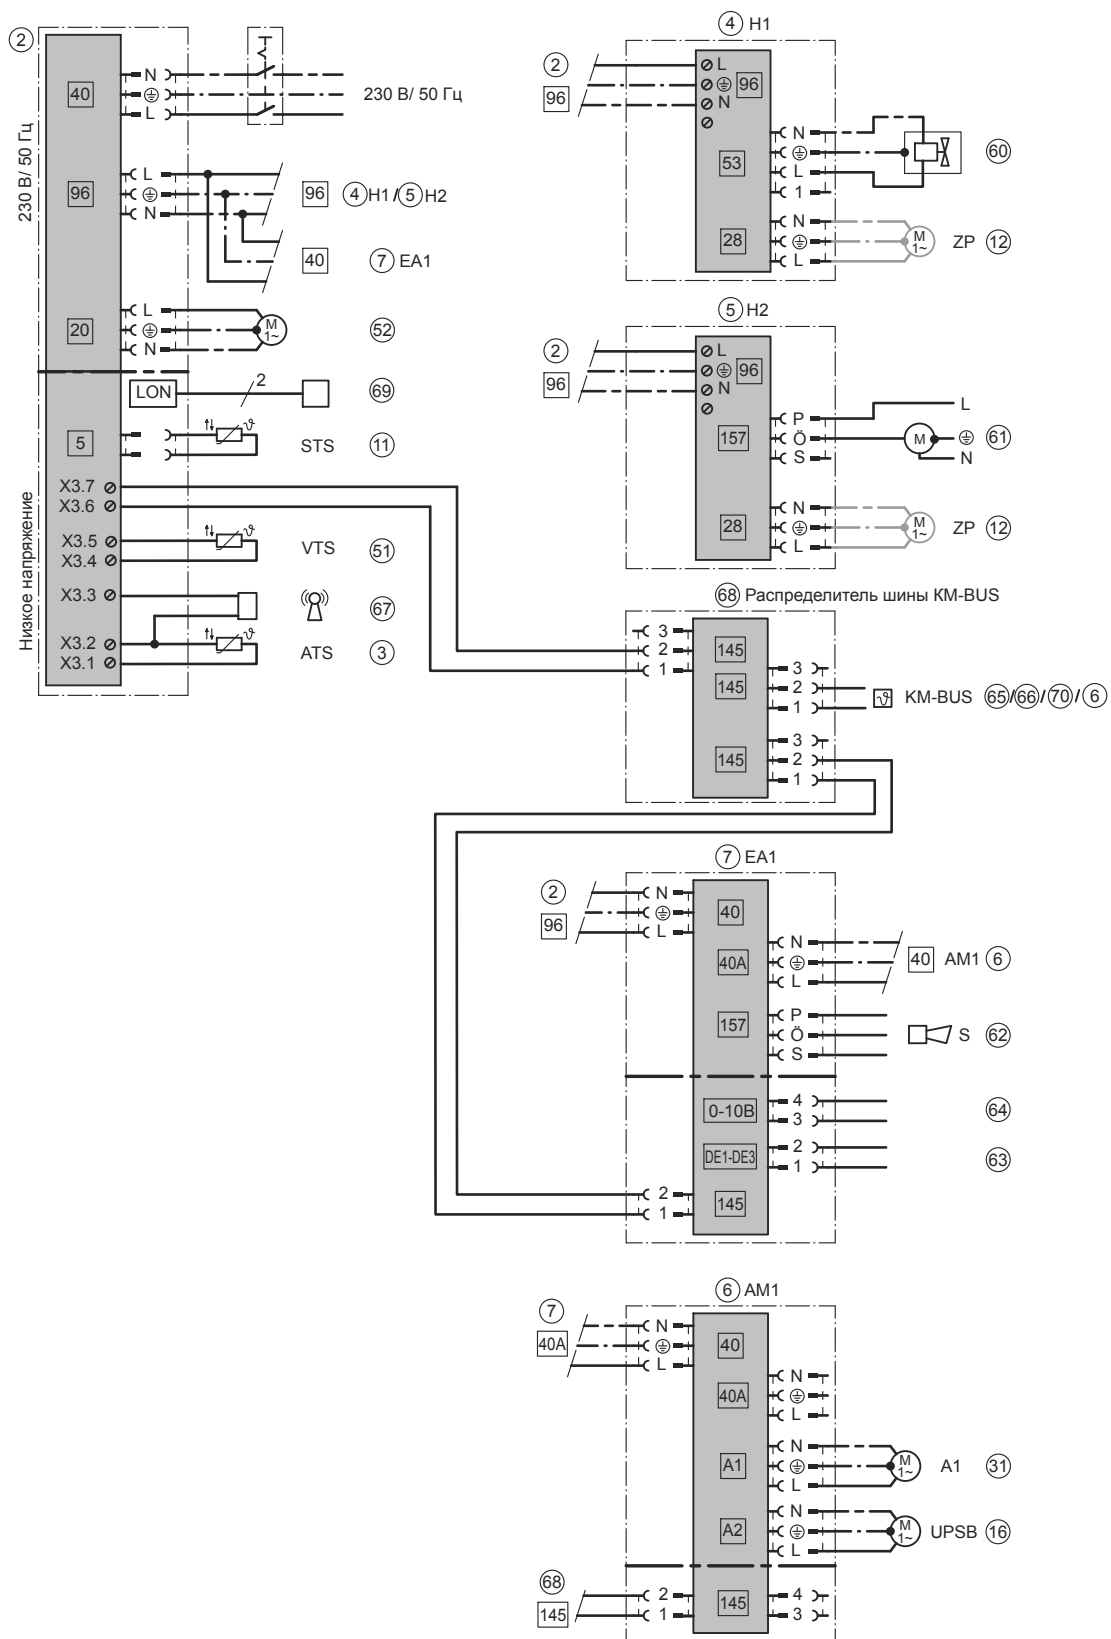 2
230 В/ 50 Гц
40
N
L
230 В/ 50 Гц
96
L
N
96 4 H1/5 H2
40 7 EA1
20
L
N
M
1~
52
LON
2
69
Низкое напряжение
5
ϑ
STS 11
X3.7
X3.6
X3.5
X3.4
ϑ
VTS 51
X3.3
67
X3.2
X3.1
ϑ
ATS 3
4 H1
2
96
L
N
96
53
N
L
1
60
28
N
L
M
1~
ZP 12
5 H2
2
96
L
N
96
157
P
Ö
S
M
L
N
61
28
N
L
M
1~
ZP 12
68 Распределитель шины KM-BUS
3
2
1
145
145
3
2
1
ϑ KM-BUS 65/66/70/6
145
3
2
1
7 EA1
2
96
N
L
40
40A
N
L
40 AM1 6
157
P
Ö
S
S 62
0-10В
4
3
64
DE1-DE3
2
1
63
2
1
145
6 AM1
7
40A
N
L
40
40A
N
L
A1
N
L
M
1~
A1 31
A2
N
L
M
1~
UPSB 16
68
145
2
1
145
4
3